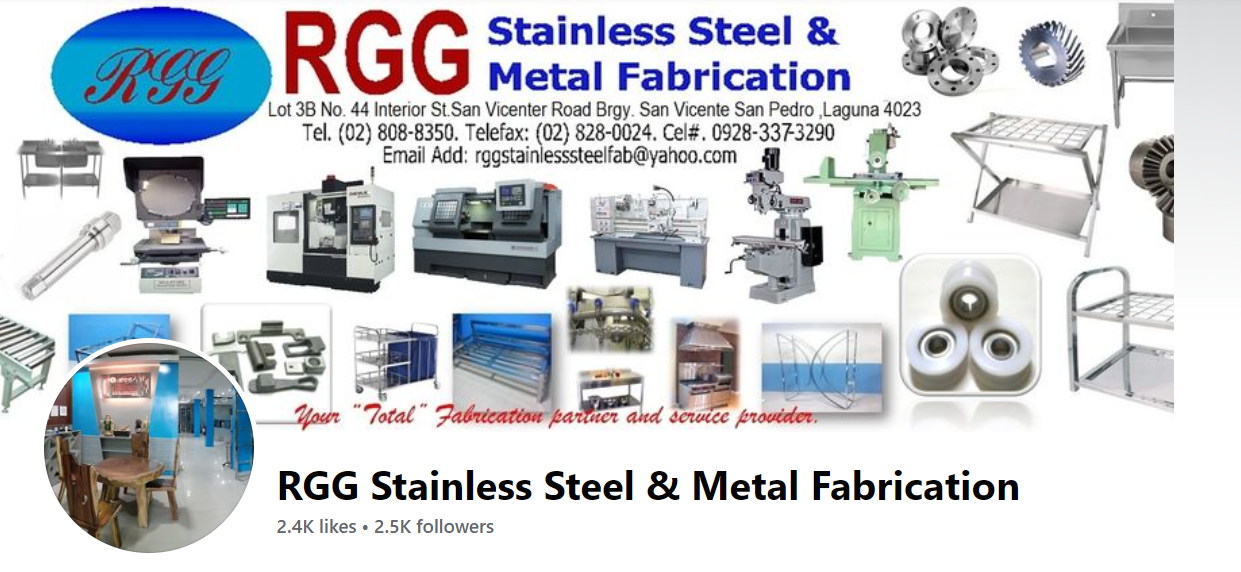 RGG
RGG
Stainless Steel &
Metal Fabrication
Lot 3B No. 44 Interior St.San Vicenter Road Brgy. San Vicente San Pedro ,Laguna 4023
Tel. (02) 808-8350. Telefax: (02) 828-0024. Cel#. 0928-337-3290
Email Add: rggstainlesssteelfab@yahoo.com
Your "Total" Fabrication partner and service provider.
RGG Stainless Steel & Metal Fabrication
2.4K likes • 2.5K followers